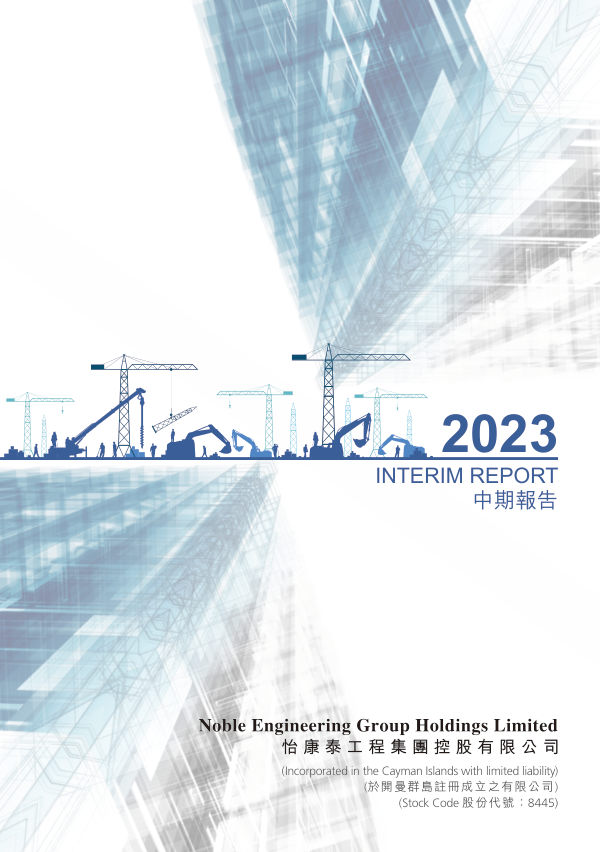 2023
INTERIM REPORT
中期報告
Noble Engineering Group Holdings Limited
怡康泰工程集團控股有限公司
(Incorporated in the Cayman Islands with limited liability)
(於開曼群島註冊成立之有限公司)
(Stock Code 股份代號：8445)